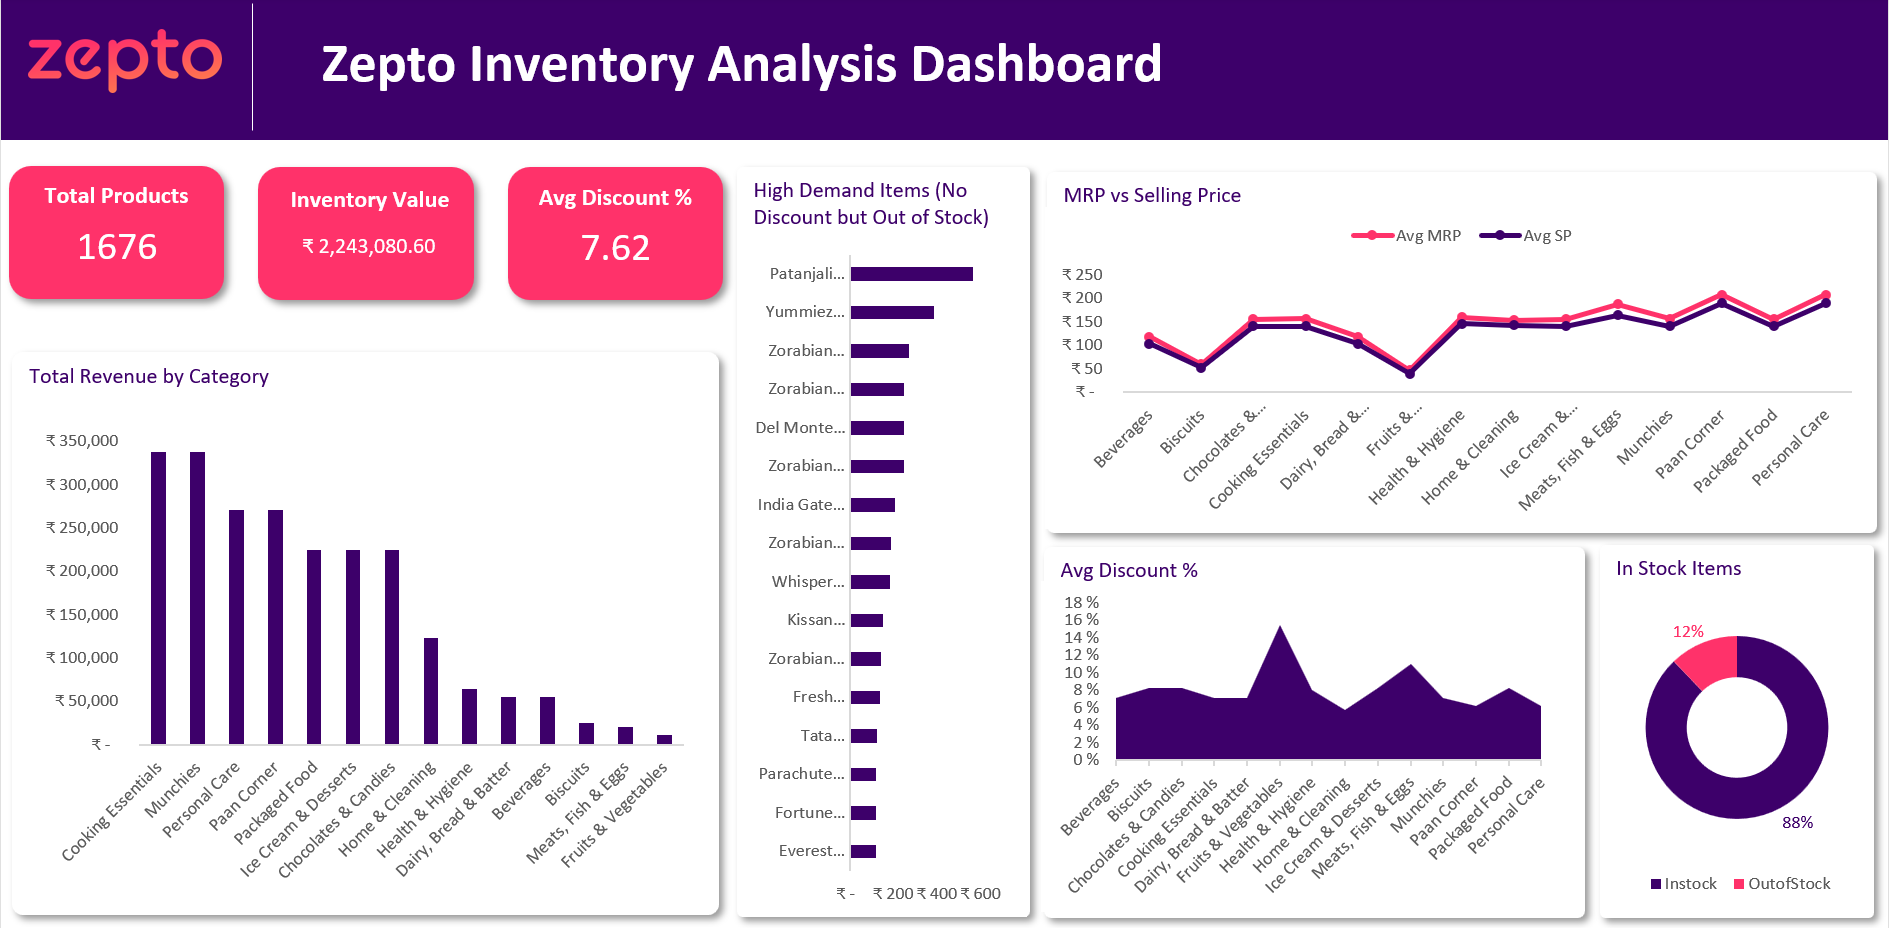 zepto
Zepto Inventory Analysis Dashboard
Total Products
1676
Inventory Value
₹ 2,243,080.60
Avg Discount %
7.62
Total Revenue by Category
₹ 350,000
₹ 300,000
₹ 250,000
₹ 200,000
₹ 150,000
₹ 100,000
₹ 50,000
₹ -
Cooking Essentials
Munchies
Personal Care
Paan Corner
Packaged Food
Ice Cream & Desserts
Chocolates & Candies
Home & Cleaning
Health & Hygiene
Dairy, Bread & Batter
Beverages
Biscuits
Meats, Fish & Eggs
Fruits & Vegetables
High Demand Items (No
Discount but Out of Stock)
Patanjali...
Yummiez...
Zorabian...
Zorabian...
Del Monte...
Zorabian...
India Gate...
Zorabian...
Whisper...
Kissan...
Zorabian...
Fresh...
Tata...
Parachute...
Fortune...
Everest...
₹ - ₹ 200 ₹ 400 ₹ 600
MRP vs Selling Price
Avg MRP Avg SP
₹ 250
₹ 200
₹ 150
₹ 100
₹ 50
₹ -
Beverages
Biscuits
Chocolates &...
Cooking Essentials
Dairy, Bread &...
Fruits &...
Health & Hygiene
Home & Cleaning
Ice Cream &...
Meats, Fish & Eggs
Munchies
Paan Corner
Packaged Food
Personal Care
Avg Discount %
18 %
16 %
14 %
12 %
10 %
8 %
6 %
4 %
2 %
0 %
Beverages
Biscuits
Chocolates & Candies
Cooking Essentials
Dairy, Bread & Batter
Fruits & Vegetables
Health & Hygiene
Home & Cleaning
Ice Cream & Desserts
Meats, Fish & Eggs
Munchies
Paan Corner
Packaged Food
Personal Care
In Stock Items
12%
88%
Instock OutofStock